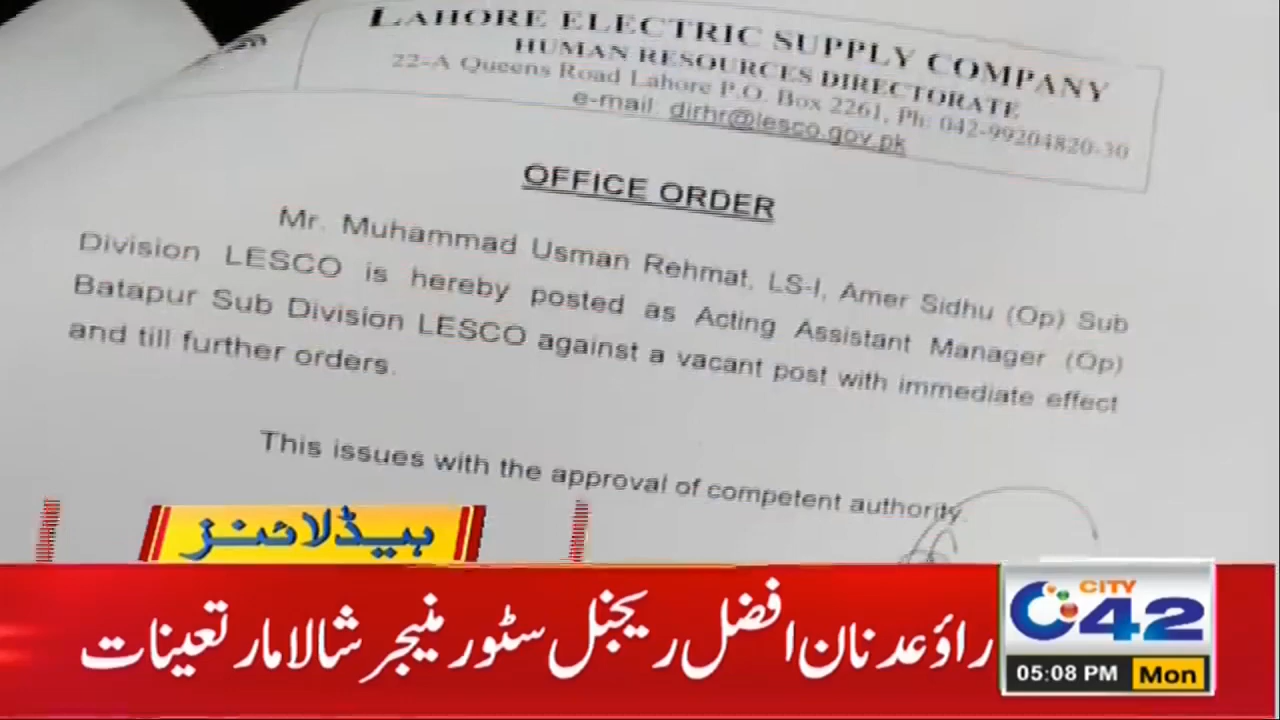 LAHORE ELECTRIC SUPPLY COMPANY
HUMAN RESOURCES DIRECTORATE
22-A Queens Road Lahore P.O. Box 2261, Ph: 042-99204820-30
e-mail: dirhr@lesco.gov.pk
OFFICE ORDER
Mr. Muhammad Usman Rehmat, LS-I, Amer Sidhu (Op) Sub
Division LESCO is hereby posted as Acting Assistant Manager (Op)
Batapur Sub Division LESCO against a vacant post with immediate effect
and till further orders.
This issues with the approval of competent authority.
ہیڈلائنز
راؤ عدنان افضل ریجنل سٹور منیجر شالامار تعینات
CITY
42
05:08 PM Mon